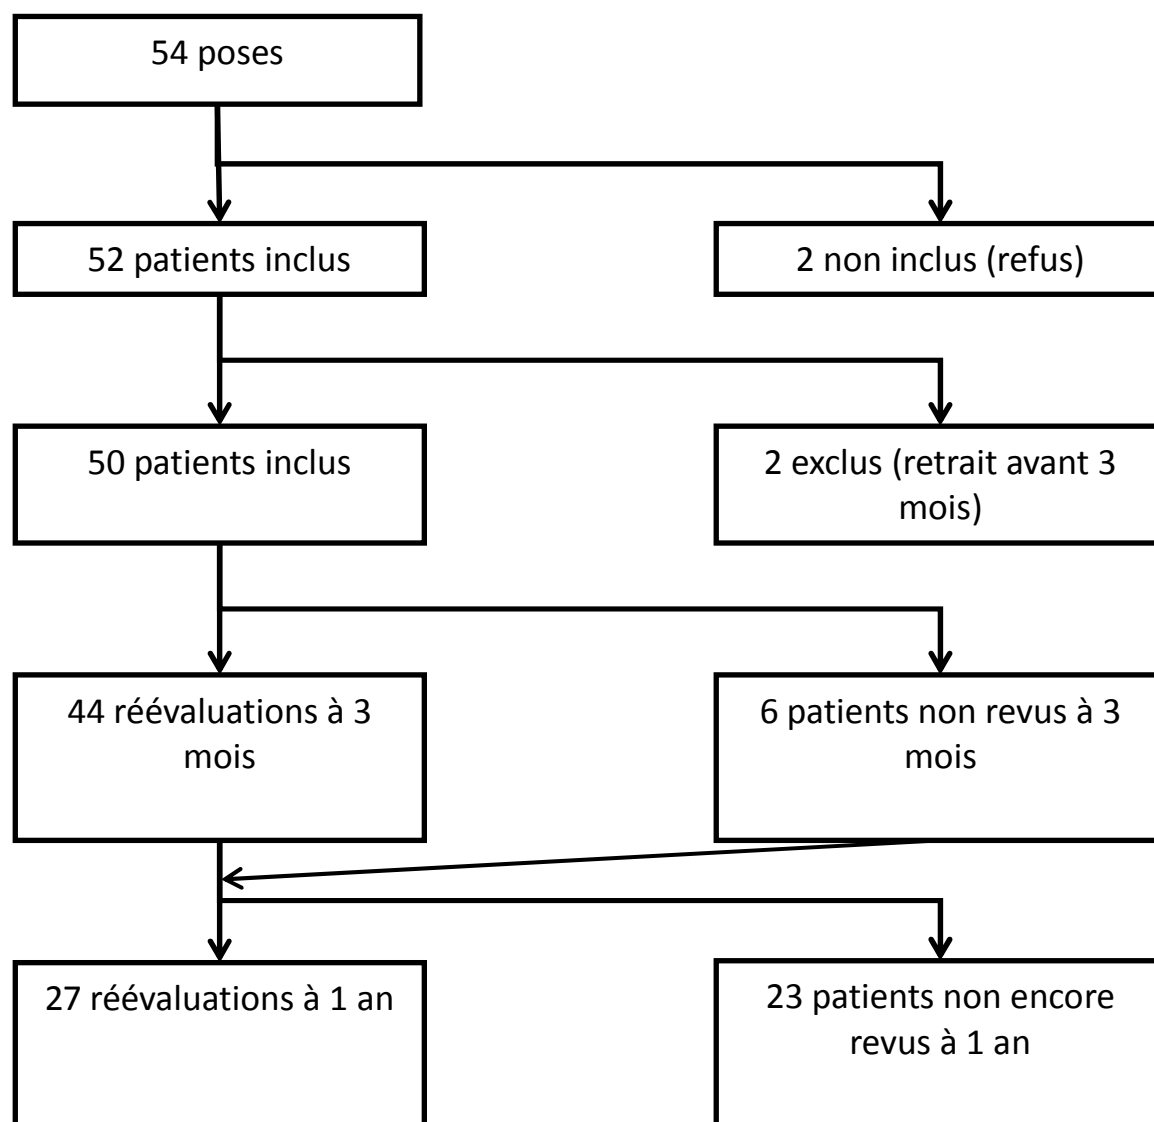 54 poses
52 patients inclus
2 non inclus (refus)
50 patients inclus
2 exclus (retrait avant 3
mois)
44 réévaluations à 3
mois
6 patients non revus à 3
mois
27 réévaluations à 1 an
23 patients non encore
revus à 1 an